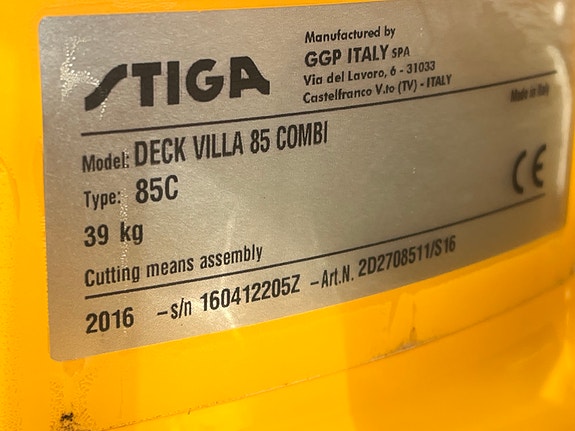 STIGA
Manufactured by
GGP ITALY SPA
Via del Lavoro, 6 - 31033
Castelfranco V.to (TV) - ITALY
Made in Italy
Model: DECK VILLA 85 COMBI
Type: 85C
CE
39 kg
Cutting means assembly
2016 - s/n 160412205Z - Art.N. 2D2708511/S16